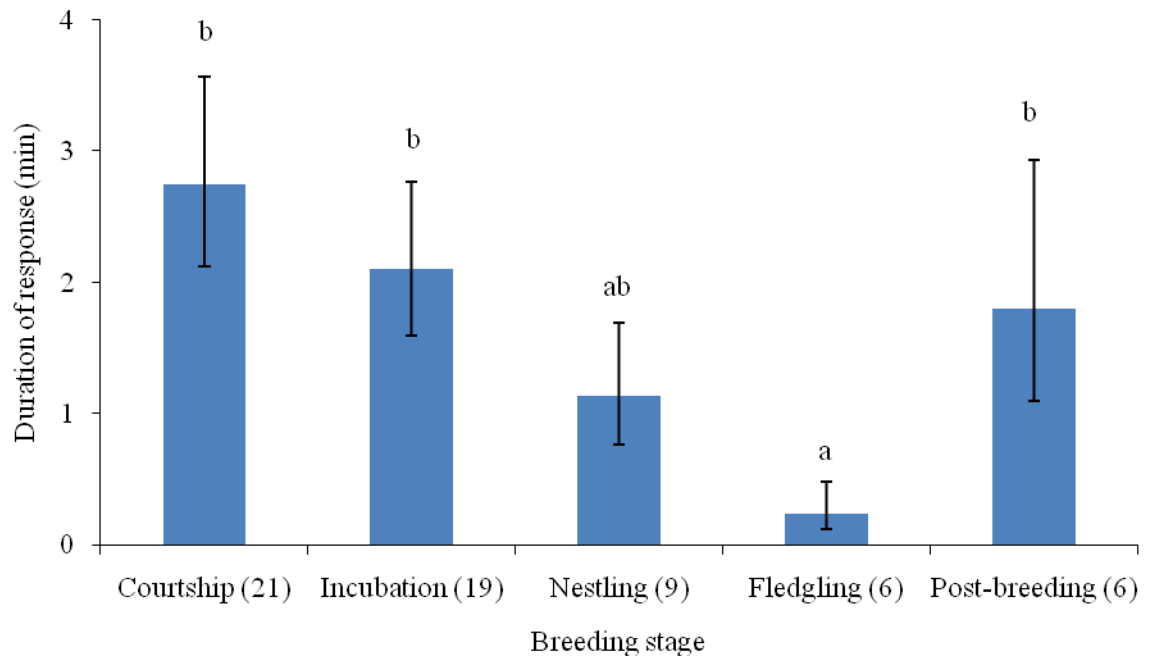 4
3
2
1
0
Duration of response (min)
b
b
ab
a
b
Courtship (21)
Incubation (19)
Nestling (9)
Fledgling (6)
Post-breeding (6)
Breeding stage